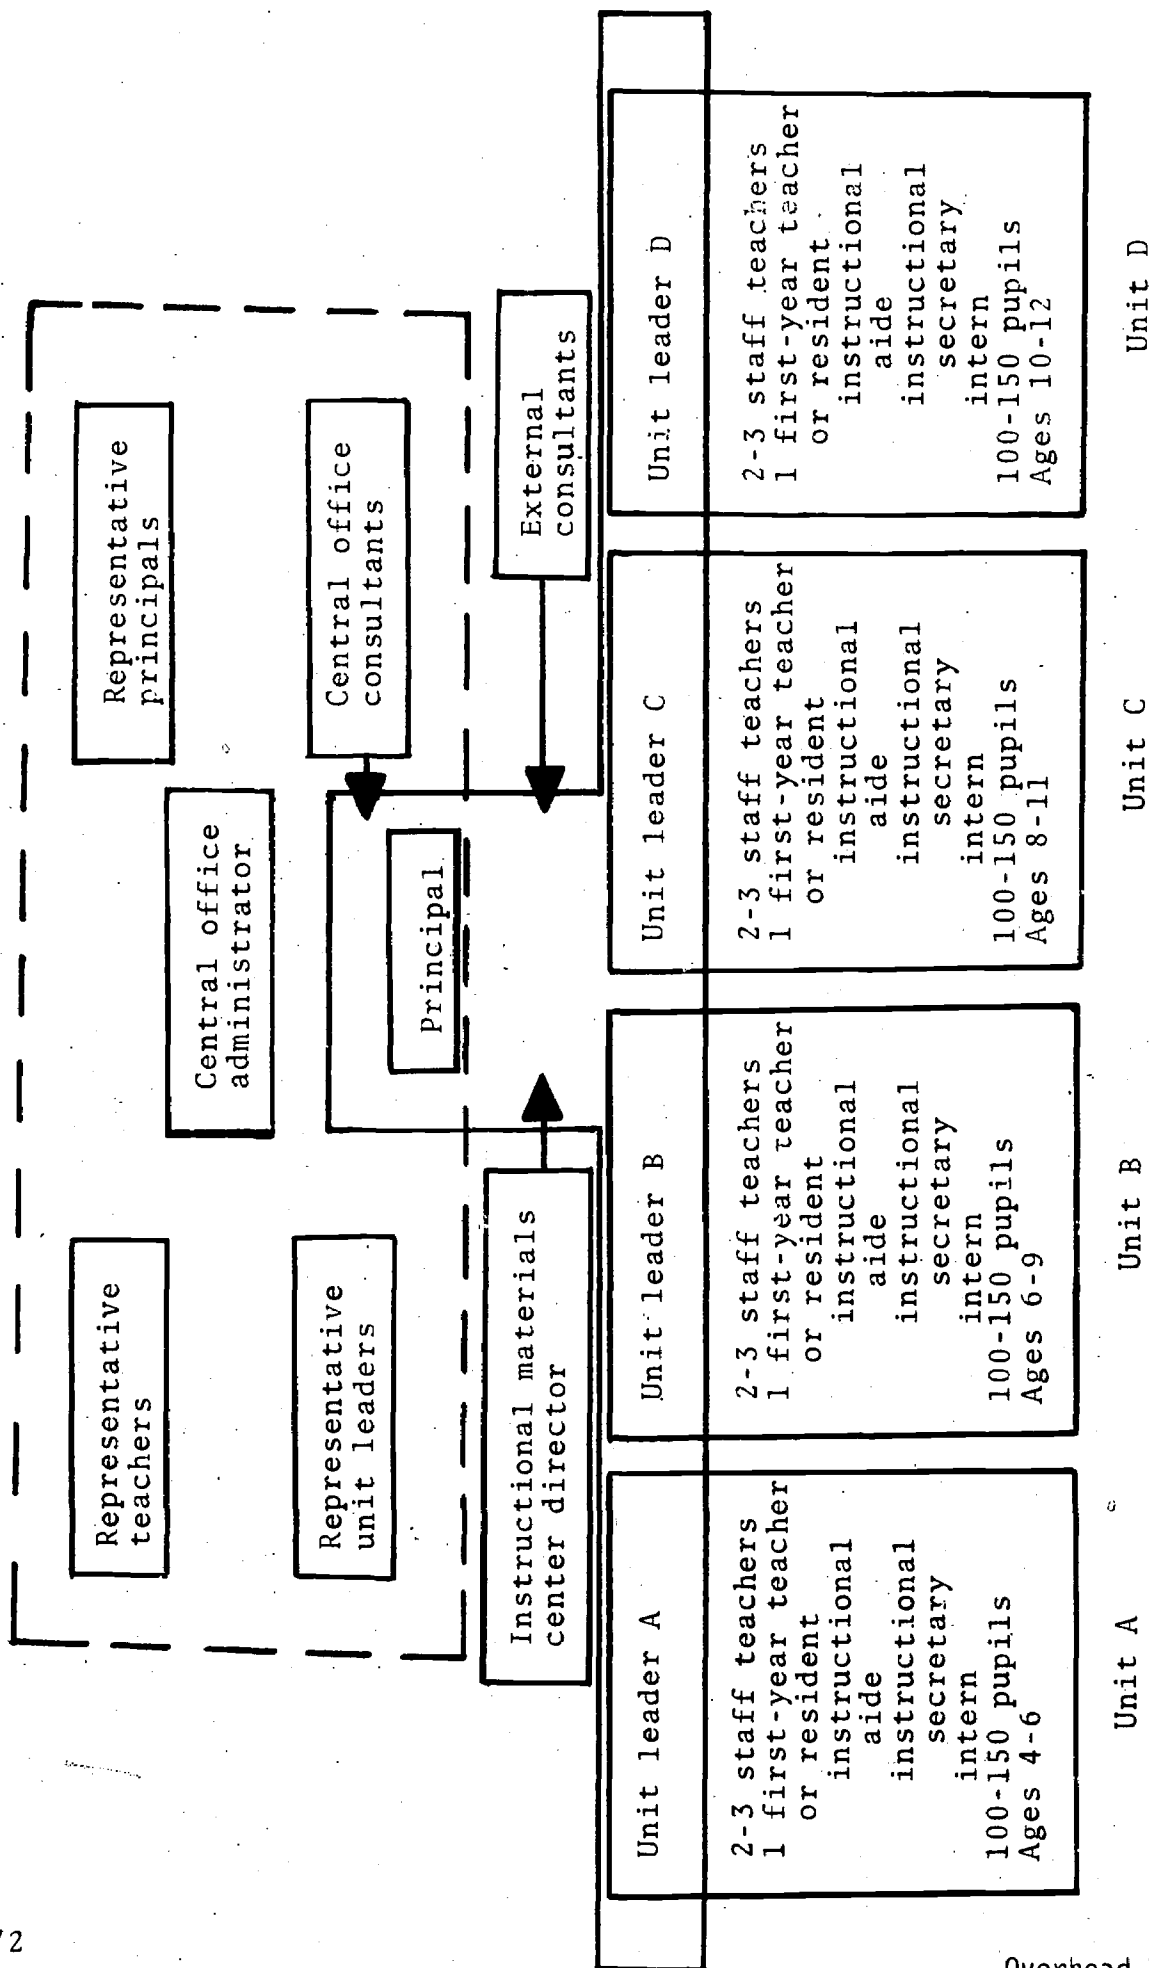 Representative
teachers
Representative
principals
Central office
administrator
Representative
unit leaders
Central office
consultants
Principal
Instructional materials
center director
External
consultants
Unit leader A
2-3 staff teachers
1 first-year teacher
or resident
instructional
aide
instructional
secretary
intern
100-150 pupils
Ages 4-6
Unit A
Unit leader B
2-3 staff teachers
1 first-year teacher
or resident
instructional
aide
instructional
secretary
intern
100-150 pupils
Ages 6-9
Unit B
Unit leader C
2-3 staff teachers
1 first-year teacher
or resident
instructional
aide
instructional
secretary
intern
100-150 pupils
Ages 8-11
Unit C
Unit leader D
2-3 staff teachers
1 first-year teacher
or resident
instructional
aide
instructional
secretary
intern
100-150 pupils
Ages 10-12
Unit D
Overhead